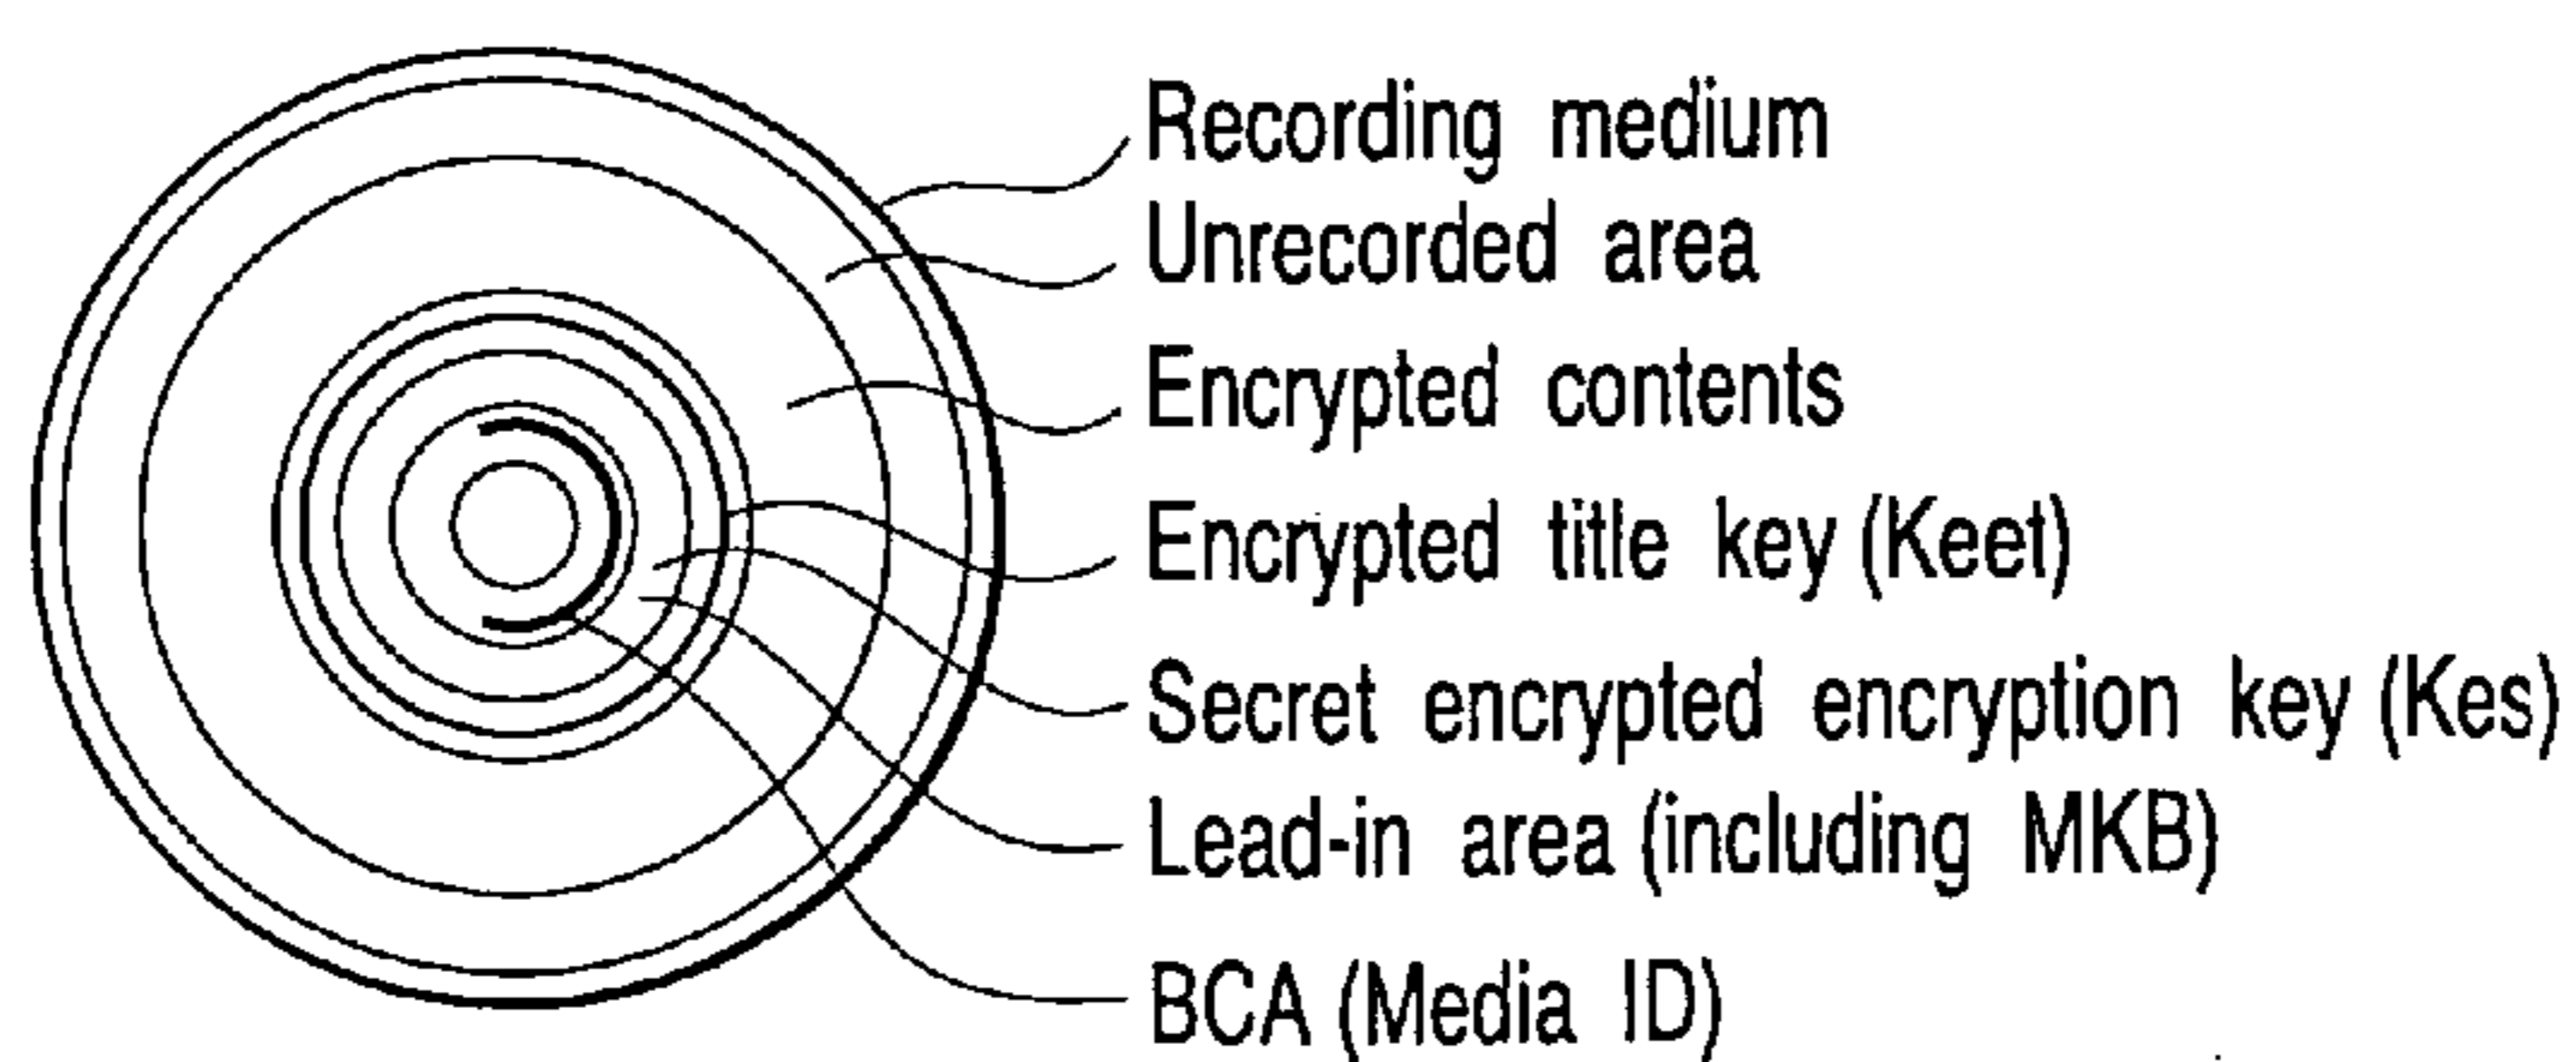 Recording medium
Unrecorded area
Encrypted contents
Encrypted title key (Keet)
Secret encrypted encryption key (Kes)
Lead-in area (including MKB)
BCA (Media ID)